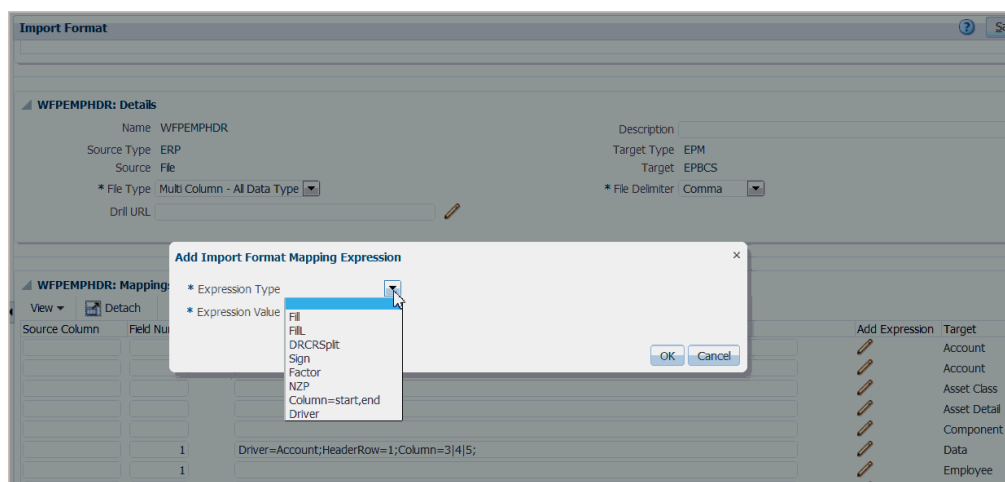 Import Format
WFPEMPHDR: Details
Name WFPEMPHDR Description
Source Type ERP Target Type EPM
Source File Target EPBCS
* File Type Multi Column - All Data Type * File Delimiter Comma
Drill URL
Add Import Format Mapping Expression ×
* Expression Type
* Expression Value
Fill
FillL
DRCRSplit
Sign
Factor
NZP
Column=start,end
Driver
OK Cancel
WFPEMPHDR: Mapping
View Detach
Source Column Field Nu Add Expression Target
Account
Account
Asset Class
Asset Detail
Component
1 Driver=Account;HeaderRow=1;Column=3|4|5; Data
1 Employee